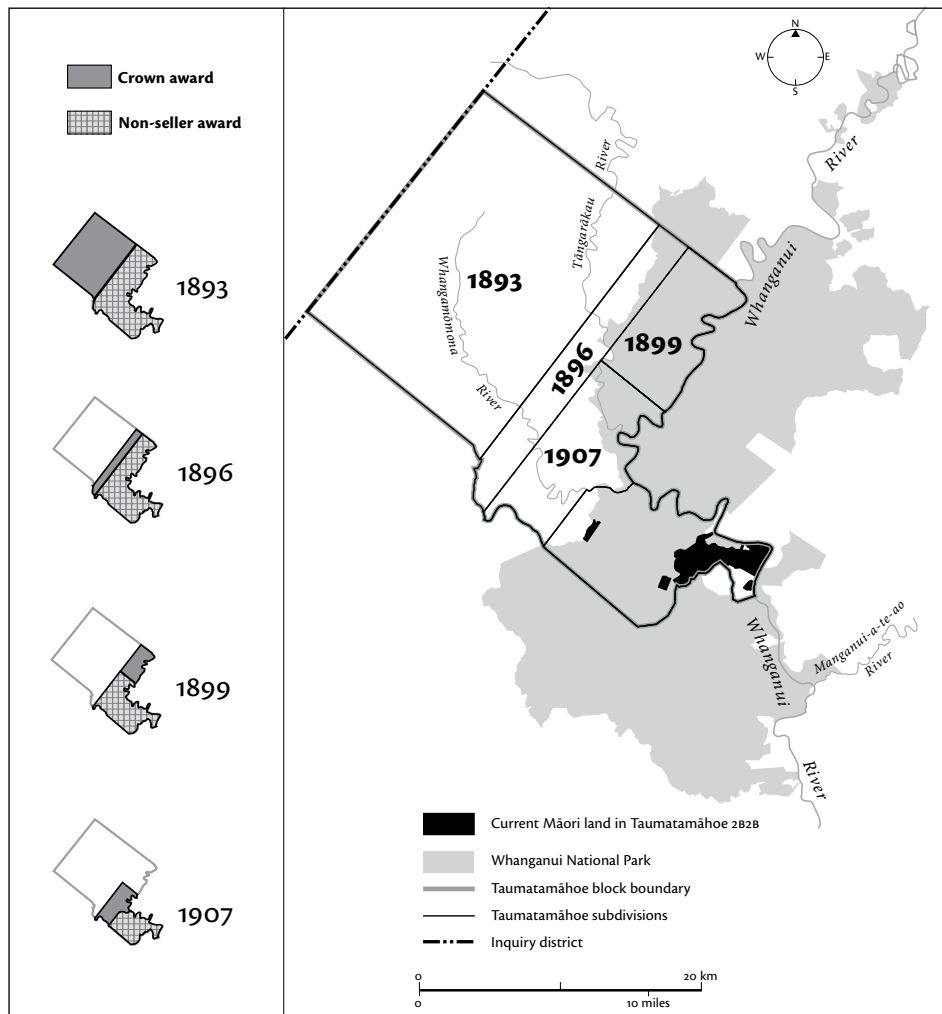 Crown award
Non-seller award
1893
1896
1899
1907
N
W
E
S
River
Tāngarākau
Whanganui
River
Whangamōmona
River
1893
1896
1899
1907
Whanganui
River
Manganui-a-te-ao
River
Current Māori land in Taumatamāhoe 2B2B
Whanganui National Park
Taumatamāhoe block boundary
Taumatamāhoe subdivisions
Inquiry district
0
20 km
0
10 miles